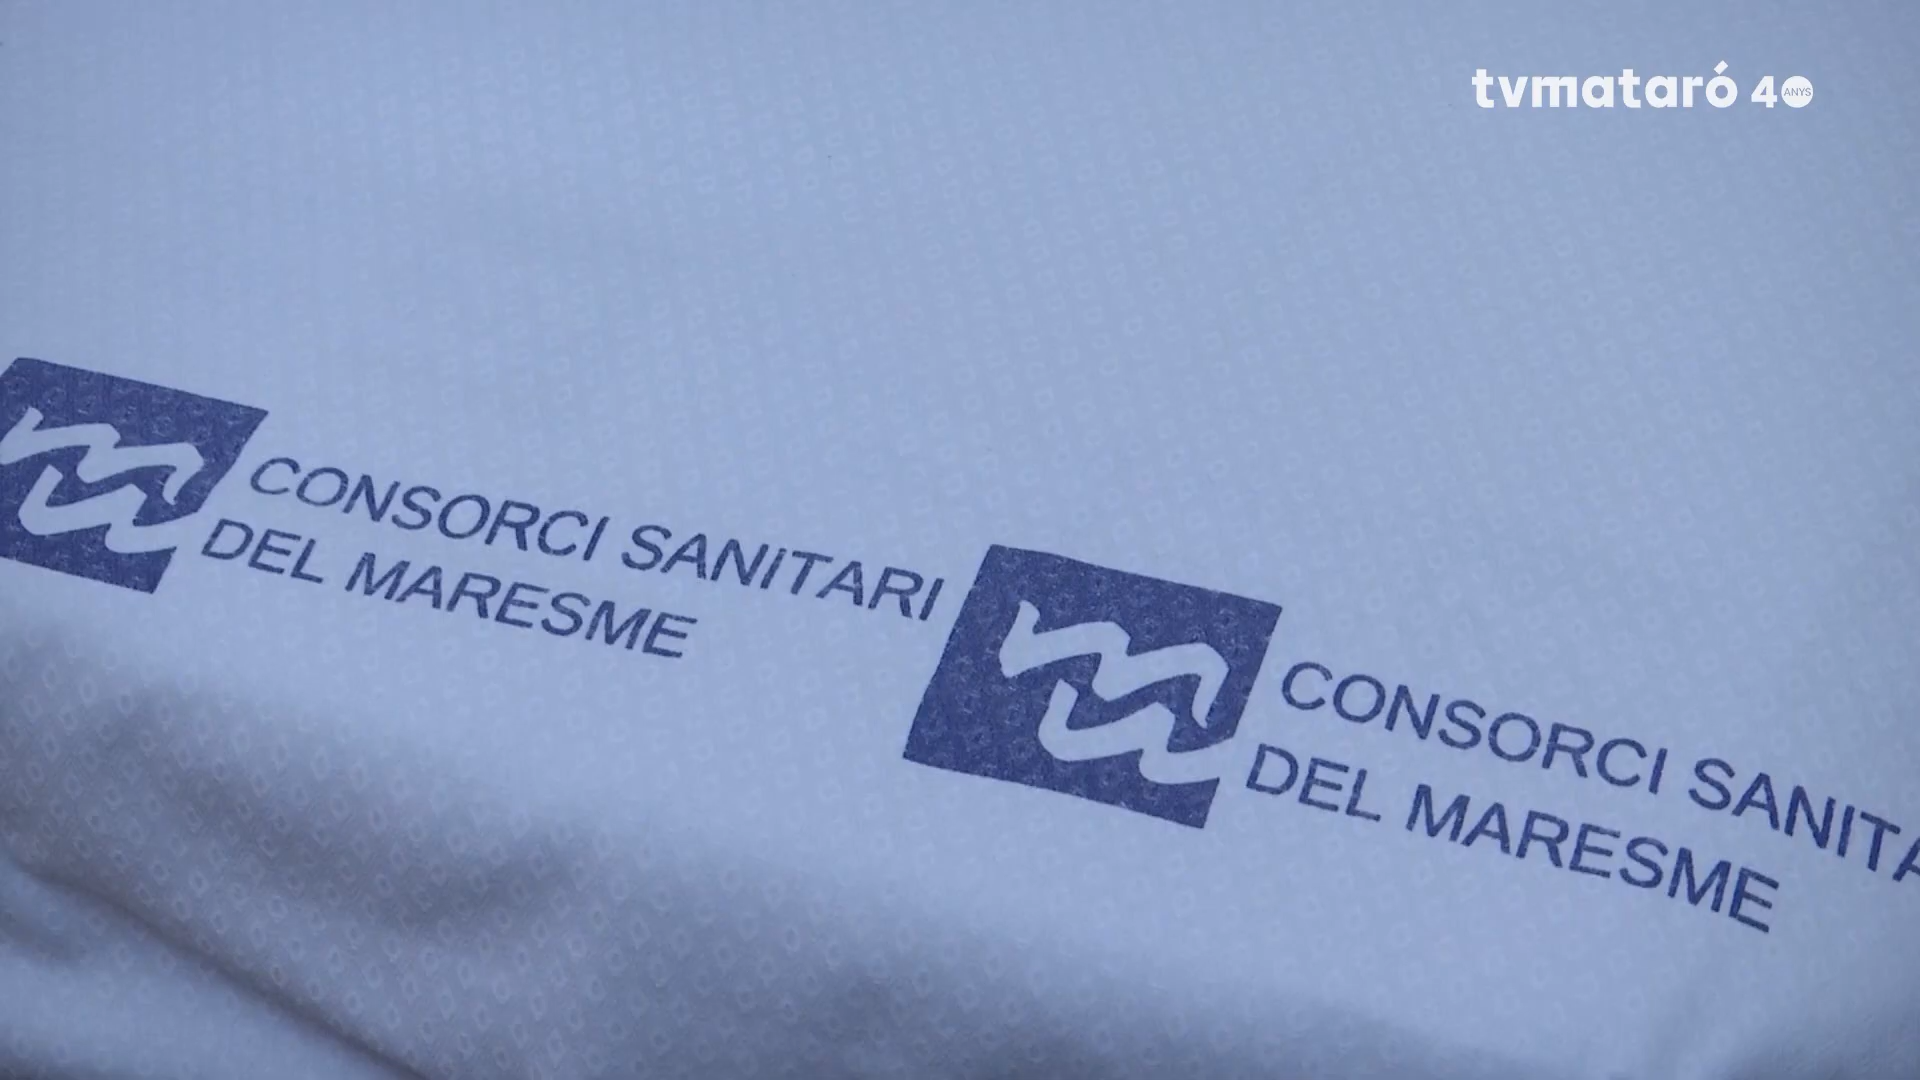 tvmataró 40 ANYS
CONSORCI SANITARI
DEL MARESME
CONSORCI SANITA
DEL MARESME